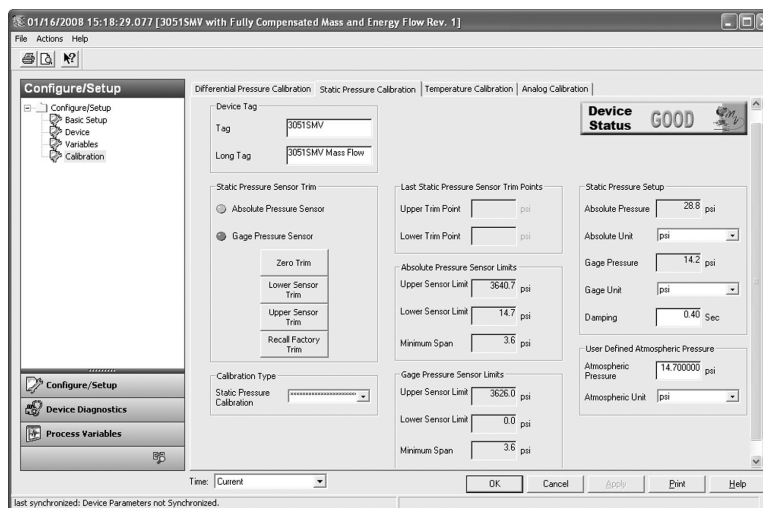 01/16/2008 15:18:29.077 [3051SMV with Fully Compensated Mass and Energy Flow Rev. 1]
File Actions Help
Configure/Setup
Configure/Setup
Basic Setup
Device
Variables
Calibration
Configure/Setup
Device Diagnostics
Process Variables
Differential Pressure Calibration Static Pressure Calibration Temperature Calibration Analog Calibration
Device Tag
Tag 3051SMV
Long Tag 3051SMV Mass Flow
Device Status GOOD
Static Pressure Sensor Trim
Absolute Pressure Sensor
Gage Pressure Sensor
Zero Trim
Lower Sensor Trim
Upper Sensor Trim
Recall Factory Trim
Calibration Type
Static Pressure Calibration
Last Static Pressure Sensor Trim Points
Upper Trim Point psi
Lower Trim Point psi
Absolute Pressure Sensor Limits
Upper Sensor Limit 3640.7 psi
Lower Sensor Limit 14.7 psi
Minimum Span 3.6 psi
Gage Pressure Sensor Limits
Upper Sensor Limit 3626.0 psi
Lower Sensor Limit 0.0 psi
Minimum Span 3.6 psi
Static Pressure Setup
Absolute Pressure 28.8 psi
Absolute Unit psi
Gage Pressure 14.2 psi
Gage Unit psi
Damping 0.40 Sec
User Defined Atmospheric Pressure
Atmospheric Pressure 14.700000 psi
Atmospheric Unit psi
Time: Current
OK Cancel Apply Print Help
last synchronized: Device Parameters not Synchronized.